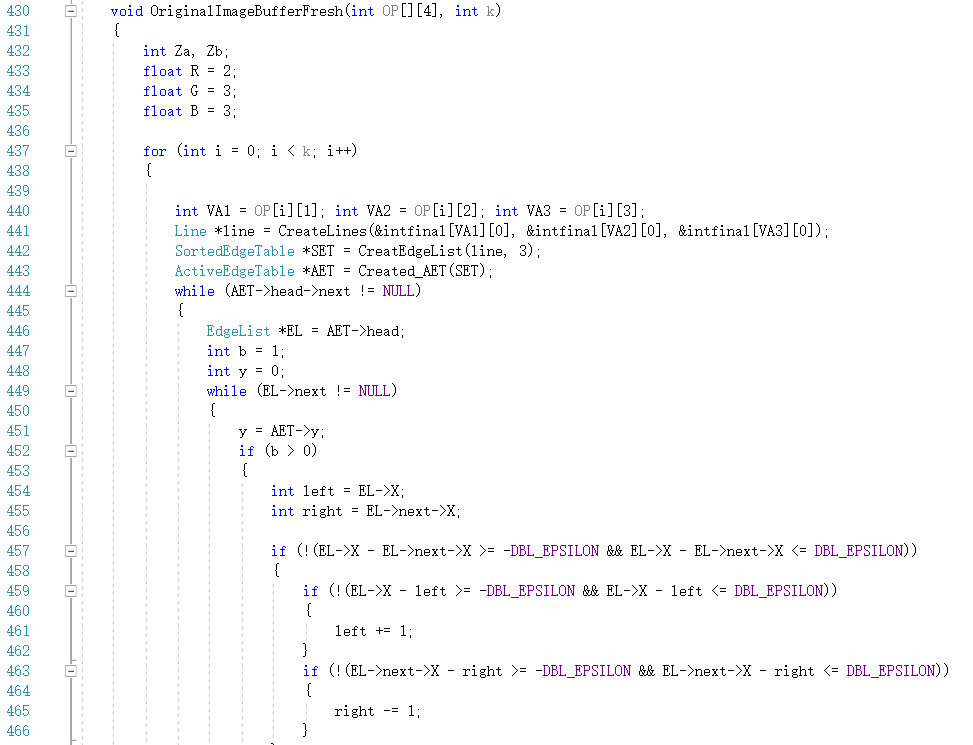 430 void OriginalImageBufferFresh(int OP[][4], int k)
431 {
432 int Za, Zb;
433 float R = 2;
434 float G = 3;
435 float B = 3;
436
437 for (int i = 0; i < k; i++)
438 {
439
440 int VA1 = OP[i][1]; int VA2 = OP[i][2]; int VA3 = OP[i][3];
441 Line *line = CreateLines(&intfinal[VA1][0], &intfinal[VA2][0], &intfinal[VA3][0]);
442 SortedEdgeTable *SET = CreatEdgeList(line, 3);
443 ActiveEdgeTable *AET = Created_AET(SET);
444 while (AET->head->next != NULL)
445 {
446 EdgeList *EL = AET->head;
447 int b = 1;
448 int y = 0;
449 while (EL->next != NULL)
450 {
451 y = AET->y;
452 if (b > 0)
453 {
454 int left = EL->X;
455 int right = EL->next->X;
456
457 if (!(EL->X - EL->next->X >= -DBL_EPSILON && EL->X - EL->next->X <= DBL_EPSILON))
458 {
459 if (!(EL->X - left >= -DBL_EPSILON && EL->X - left <= DBL_EPSILON))
460 {
461 left += 1;
462 }
463 if (!(EL->next->X - right >= -DBL_EPSILON && EL->next->X - right <= DBL_EPSILON))
464 {
465 right -= 1;
466 }